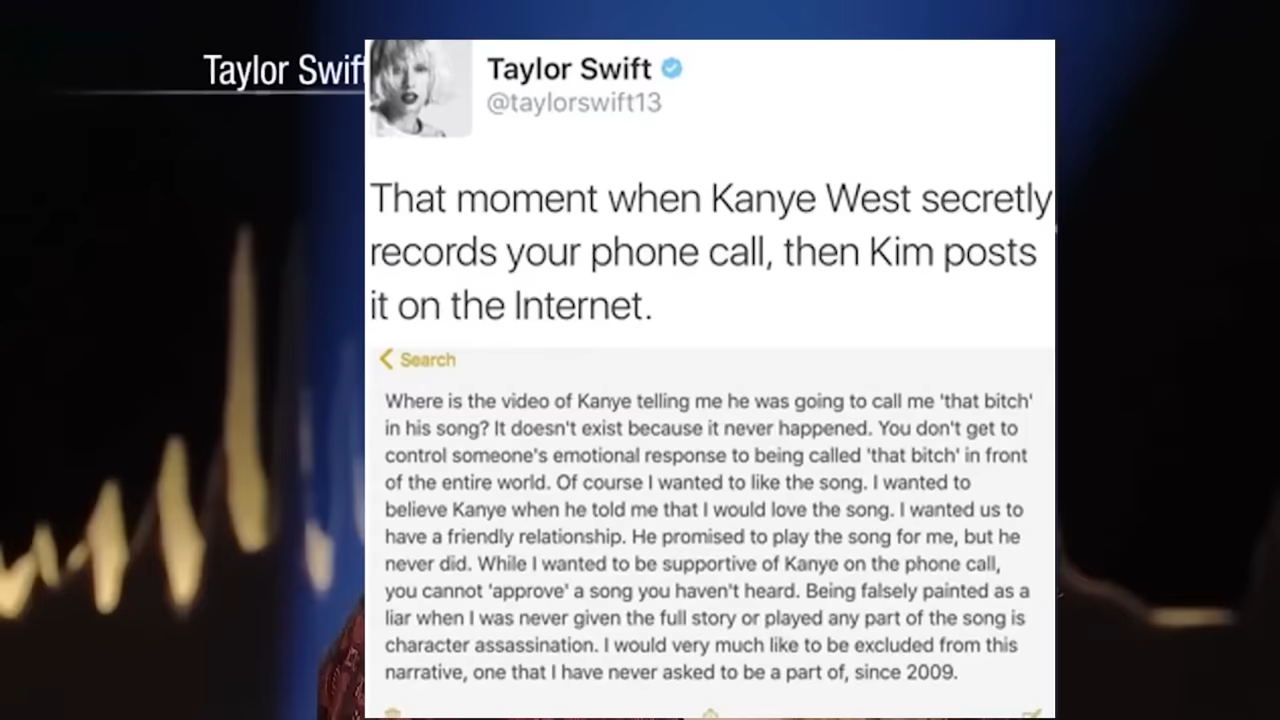 Taylor Swif
Taylor Swift
@taylorswift13
That moment when Kanye West secretly
records your phone call, then Kim posts
it on the Internet.
Search
Where is the video of Kanye telling me he was going to call me 'that bitch'
in his song? It doesn't exist because it never happened. You don't get to
control someone's emotional response to being called 'that bitch' in front
of the entire world. Of course I wanted to like the song. I wanted to
believe Kanye when he told me that I would love the song. I wanted us to
have a friendly relationship. He promised to play the song for me, but he
never did. While I wanted to be supportive of Kanye on the phone call,
you cannot 'approve' a song you haven't heard. Being falsely painted as a
liar when I was never given the full story or played any part of the song is
character assassination. I would very much like to be excluded from this
narrative, one that I have never asked to be a part of, since 2009.